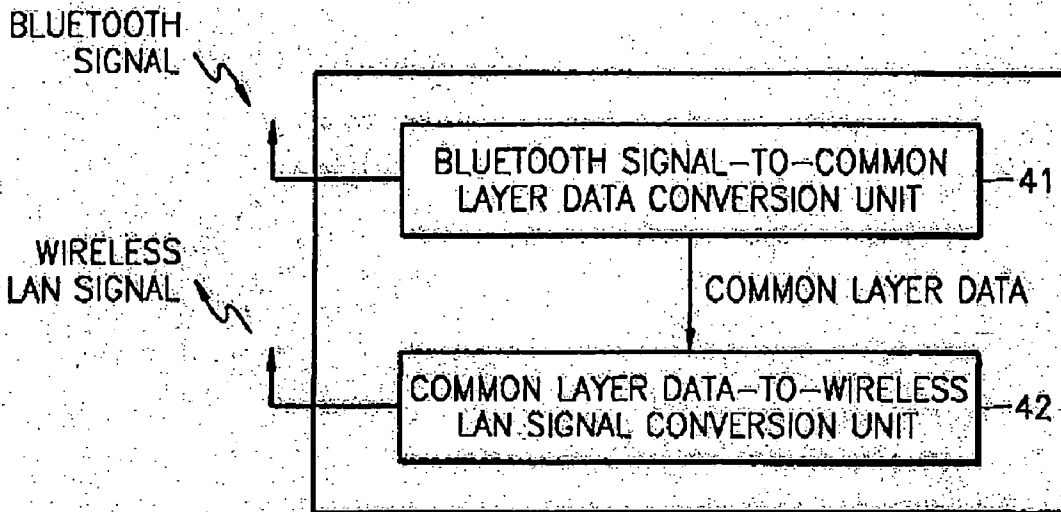 BLUETOOTH
SIGNAL
BLUETOOTH SIGNAL-TO-COMMON
LAYER DATA CONVERSION UNIT
41
WIRELESS
LAN SIGNAL
COMMON LAYER DATA
COMMON LAYER DATA-TO-WIRELESS
LAN SIGNAL CONVERSION UNIT
42